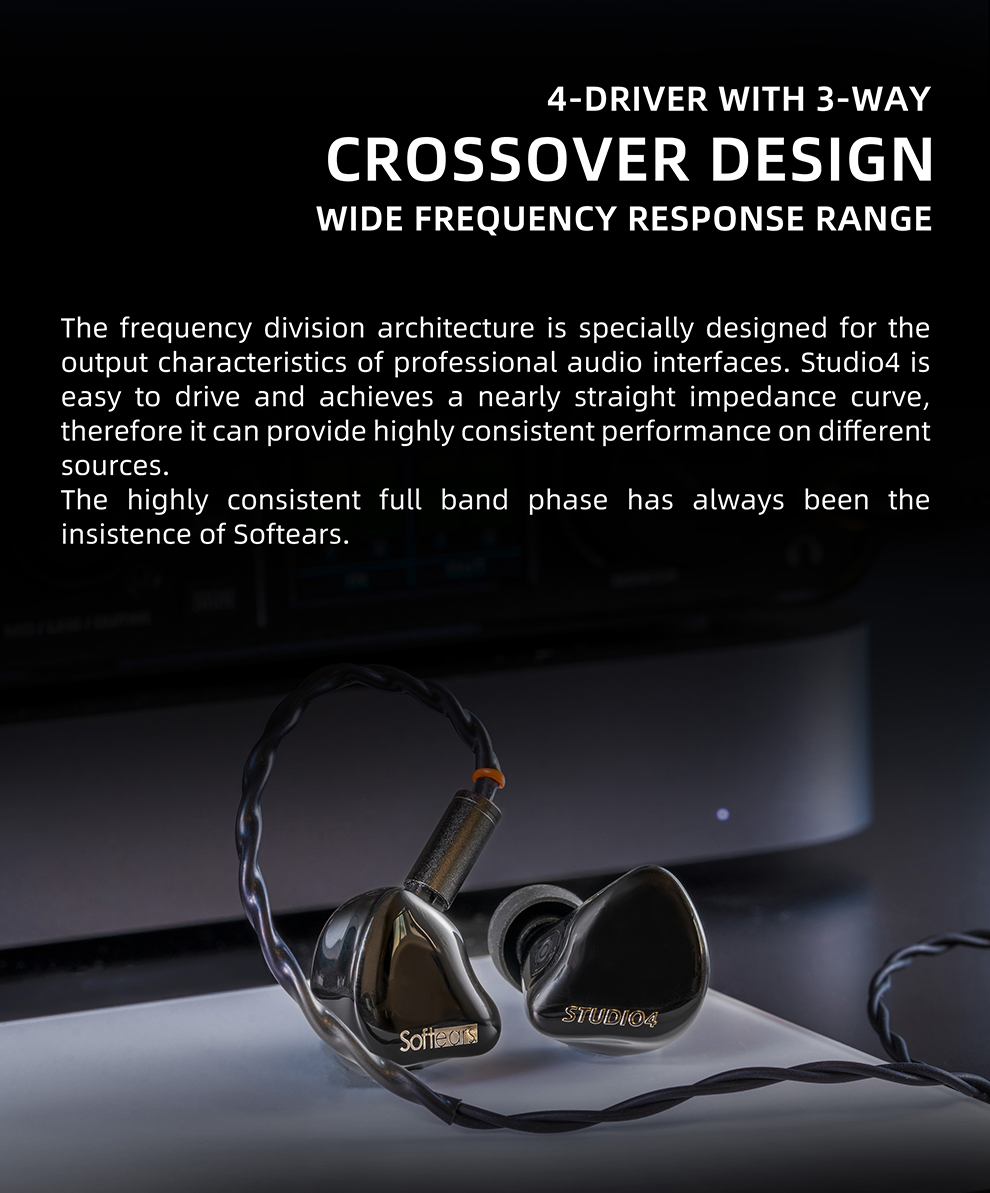 4-DRIVER WITH 3-WAY
CROSSOVER DESIGN
WIDE FREQUENCY RESPONSE RANGE
The frequency division architecture is specially designed for the
output characteristics of professional audio interfaces. Studio4 is
easy to drive and achieves a nearly straight impedance curve,
therefore it can provide highly consistent performance on different
sources.
The highly consistent full band phase has always been the
insistence of Softears.
Softears
STUDIO4